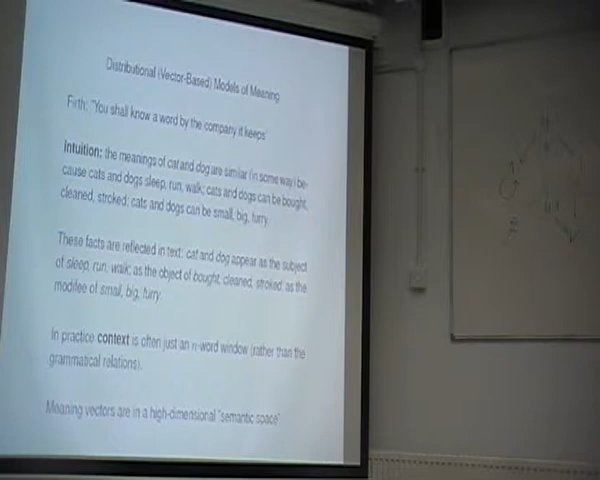 Distributional (Vector-Based) Models of Meaning
Firth: "You shall know a word by the company it keeps"
Intuition: the meanings of cat and dog are similar (in some way) be-
cause cats and dogs sleep, run, walk; cats and dogs can be bought,
cleaned, stroked; cats and dogs can be small, big, furry.
These facts are reflected in text: cat and dog appear as the subject
of sleep, run, walk; as the object of bought, cleaned, stroked; as the
modifee of small, big, furry.
In practice context is often just an n-word window (rather than the
grammatical relations).
Meaning vectors are in a high-dimensional "semantic space"